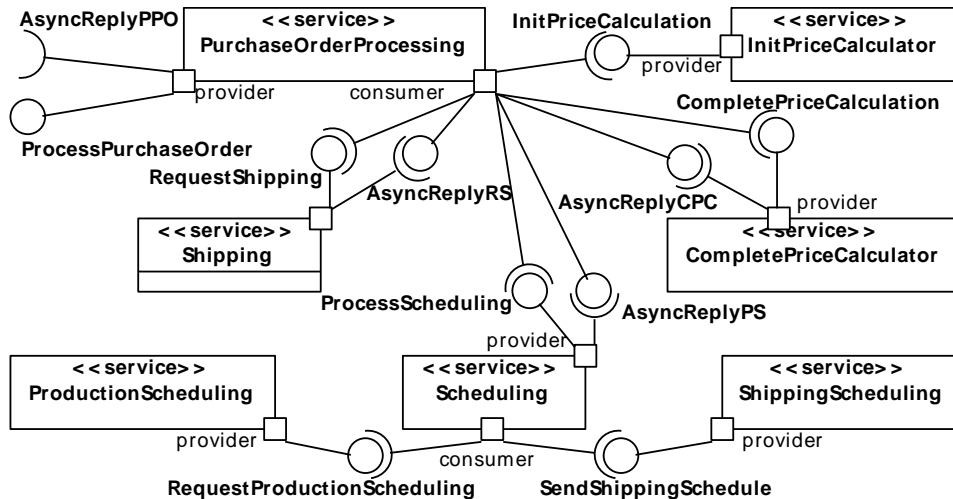 AsyncReplyPPO
<<service>>
PurchaseOrderProcessing
InitPriceCalculation
<<service>>
InitPriceCalculator
provider
provider
consumer
CompletePriceCalculation
ProcessPurchaseOrder
RequestShipping
AsyncReplyRS
AsyncReplyCPC
provider
<<service>>
Shipping
<<service>>
CompletePriceCalculator
ProcessScheduling
AsyncReplyPS
provider
<<service>>
ProductionScheduling
<<service>>
Scheduling
<<service>>
ShippingScheduling
provider
consumer
provider
RequestProductionScheduling
SendShippingSchedule